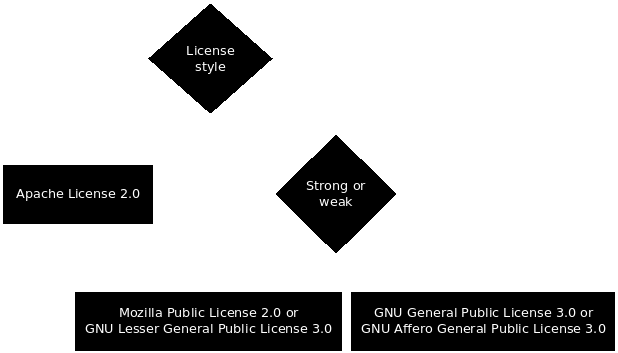 License
style
Apache License 2.0
Strong or
weak
Mozilla Public License 2.0 or
GNU Lesser General Public License 3.0
GNU General Public License 3.0 or
GNU Affero General Public License 3.0